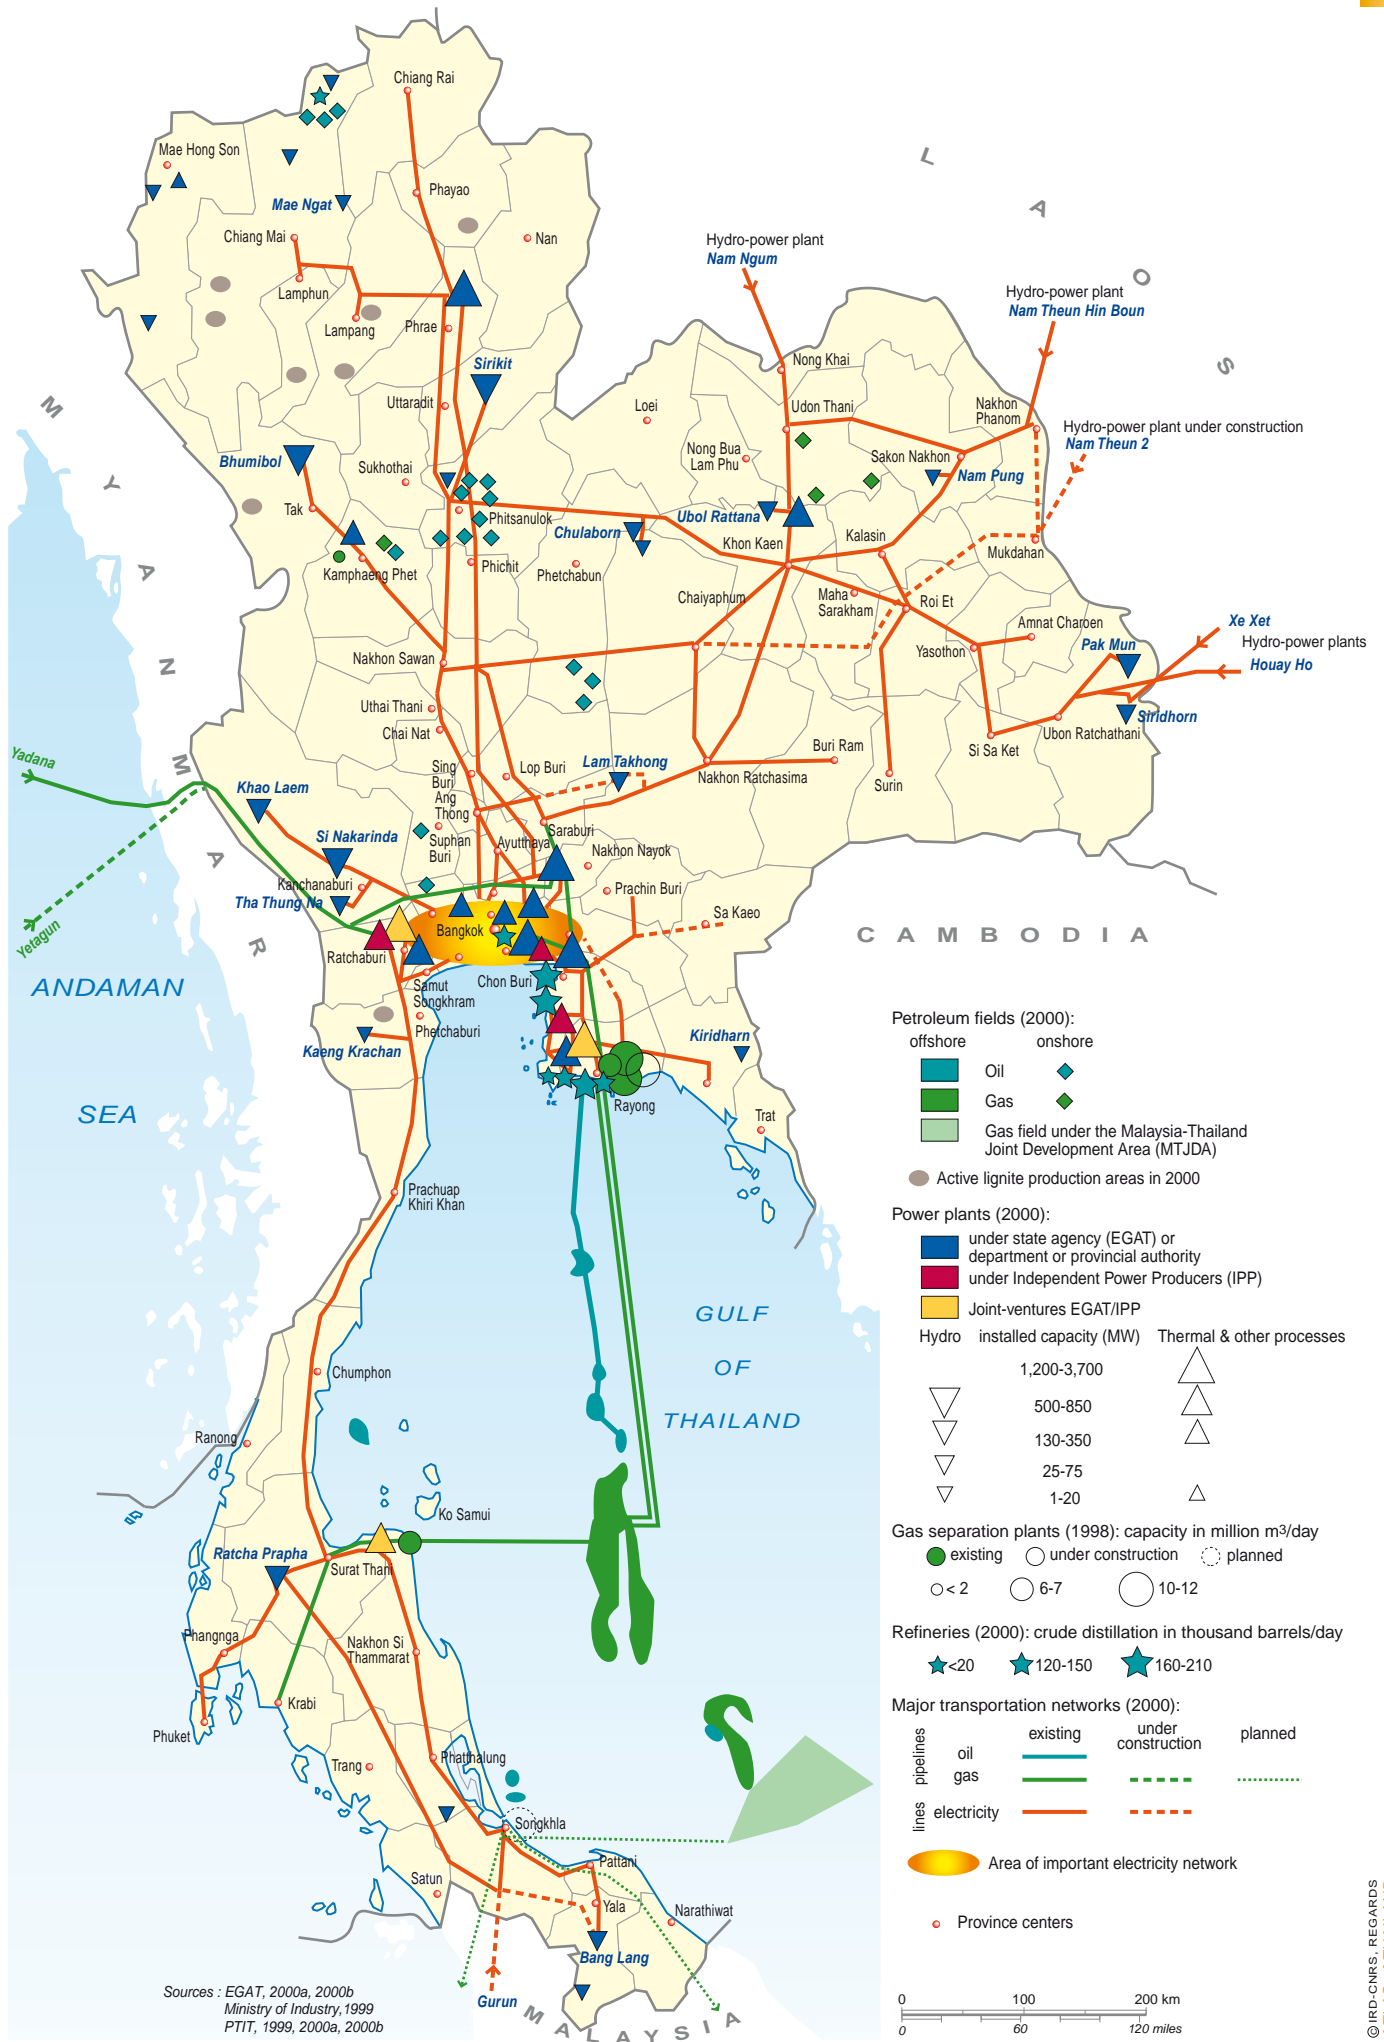 Chiang Rai
Mae Hong Son
Phayao
Mae Ngat
Chiang Mai
Nan
Lamphun
Lampang
Phrae
Sirikit
Uttaradit
Bhumibol
Sukhothai
Tak
Phitsanulok
Kamphaeng Phet
Phichit
Phetchabun
Chulaborn
L A O S
Hydro-power plant
Nam Ngum
Hydro-power plant
Nam Theun Hin Boun
Nong Khai
Loei
Udon Thani
Nakhon
Phanom
Hydro-power plant under construction
Nam Theun 2
Nong Bua
Lam Phu
Sakon Nakhon
Nam Pung
Ubol Rattana
Khon Kaen
Kalasin
Mukdahan
Chaiyaphum
Maha
Sarakham
Roi Et
Amnat Charoen
Xe Xet
Hydro-power plants
Houay Ho
Yasothon
Pak Mun
Siridhorn
Ubon Ratchathani
Si Sa Ket
Surin
Buri Ram
Nakhon Ratchasima
M Y A N M A R
Nakhon Sawan
Uthai Thani
Chai Nat
Sing
Buri
Ang
Thong
Lop Buri
Lam Takhong
Yadana
Khao Laem
Si Nakarinda
Suphan
Buri
Ayutthaya
Saraburi
Nakhon Nayok
Kanchanaburi
Tha Thung Na
Prachin Buri
Sa Kaeo
Yetagun
Bangkok
Ratchaburi
Samut
Songkhram
Chon Buri
Phetchaburi
Kaeng Krachan
Kiridharn
Rayong
Trat
C A M B O D I A
ANDAMAN
SEA
Prachuap
Khiri Khan
GULF
OF
THAILAND
Chumphon
Ranong
Ko Samui
Ratcha Prapha
Surat Thani
Phangnga
Nakhon Si
Thammarat
Krabi
Phuket
Trang
Phatthalung
Songkhla
Satun
Pattani
Yala
Narathiwat
Bang Lang
Gurun
M A L A Y S I A
Sources : EGAT, 2000a, 2000b
Ministry of Industry,1999
PTIT, 1999, 2000a, 2000b
Petroleum fields (2000):
offshore onshore
Oil
Gas
Gas field under the Malaysia-Thailand
Joint Development Area (MTJDA)
Active lignite production areas in 2000
Power plants (2000):
under state agency (EGAT) or
department or provincial authority
under Independent Power Producers (IPP)
Joint-ventures EGAT/IPP
Hydro installed capacity (MW) Thermal & other processes
1,200-3,700
500-850
130-350
25-75
1-20
Gas separation plants (1998): capacity in million m3/day
existing under construction planned
< 2 6-7 10-12
Refineries (2000): crude distillation in thousand barrels/day
<20 120-150 160-210
Major transportation networks (2000):
existing under construction planned
pipelines
oil
gas
lines electricity
Area of important electricity network
Province centers
0 100 200 km
0 60 120 miles
©IRD-CNRS, REGARDS